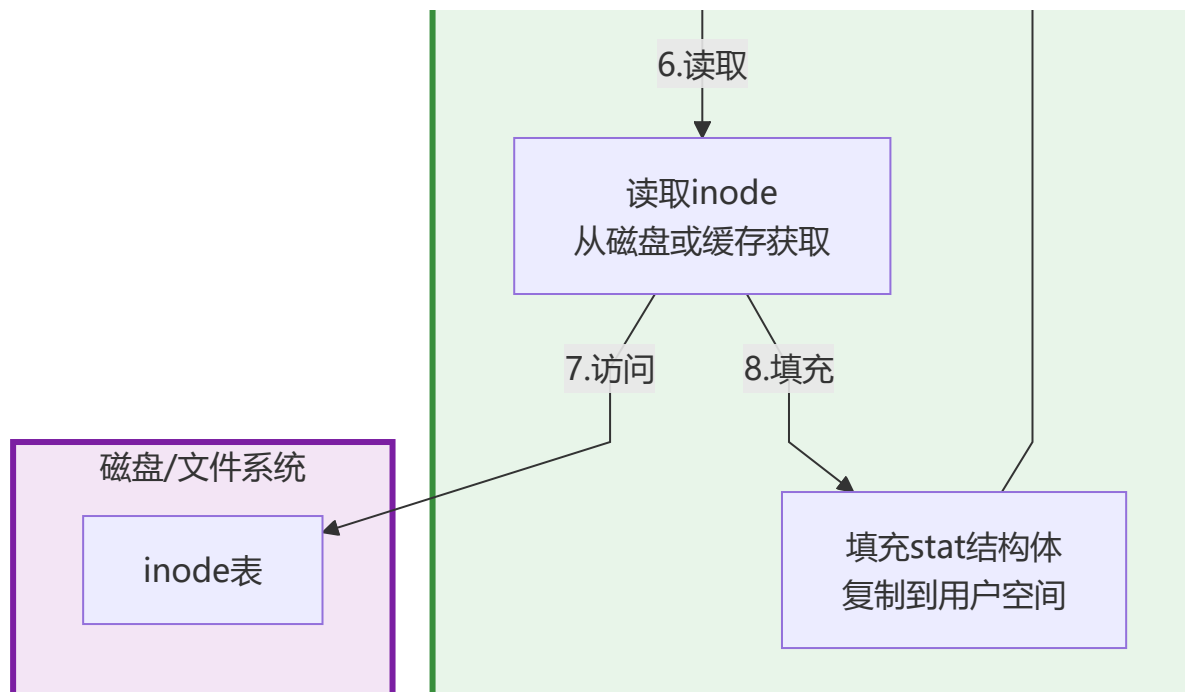 6.读取
读取inode
从磁盘或缓存获取
7.访问
8.填充
磁盘/文件系统
inode表
填充stat结构体
复制到用户空间